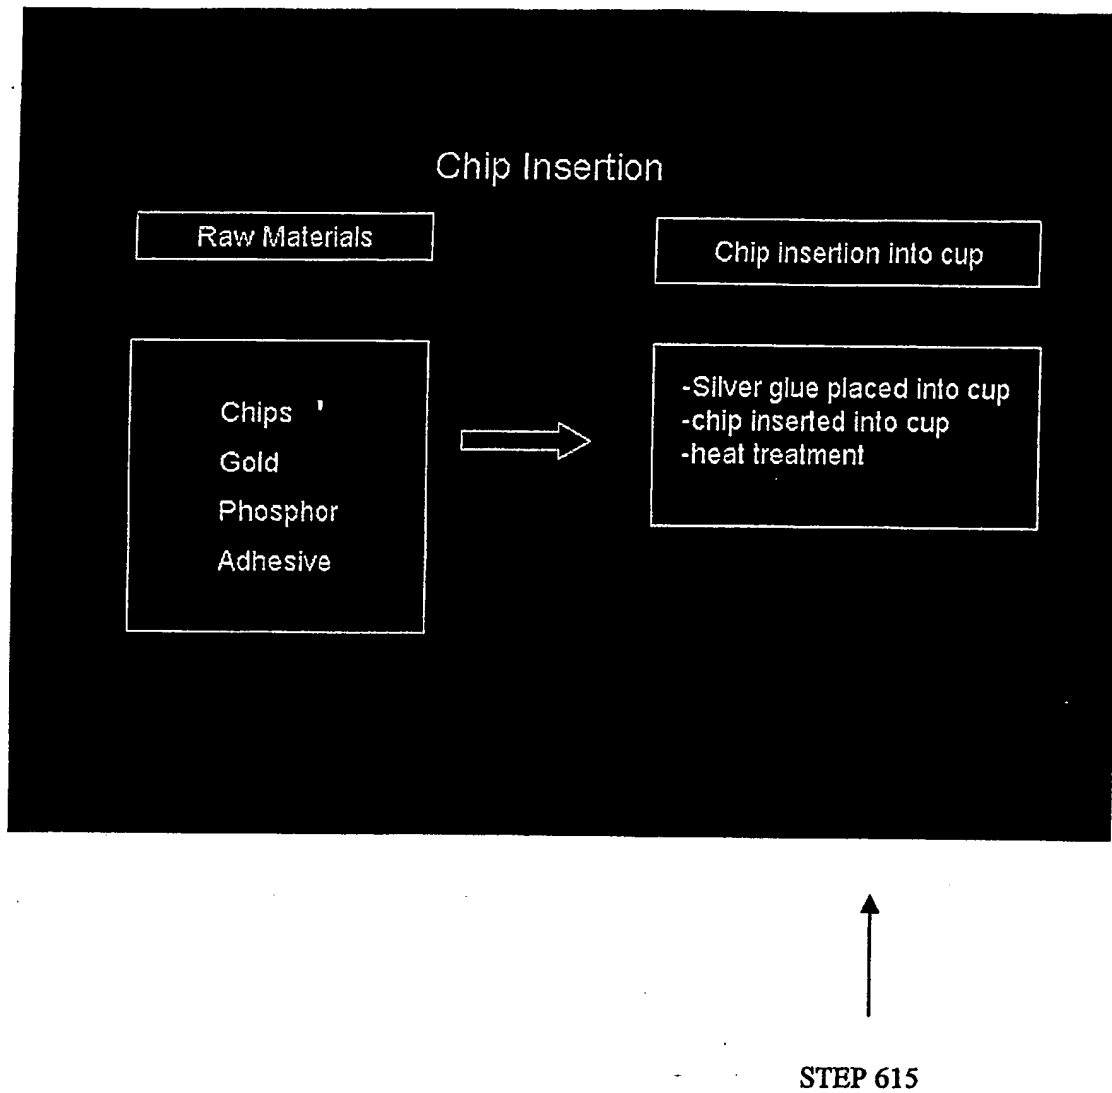 Chip Insertion
Raw Materials
Chip insertion into cup
Chips '
Gold
Phosphor
Adhesive
-Silver glue placed into cup
-chip inserted into cup
-heat treatment
STEP 615